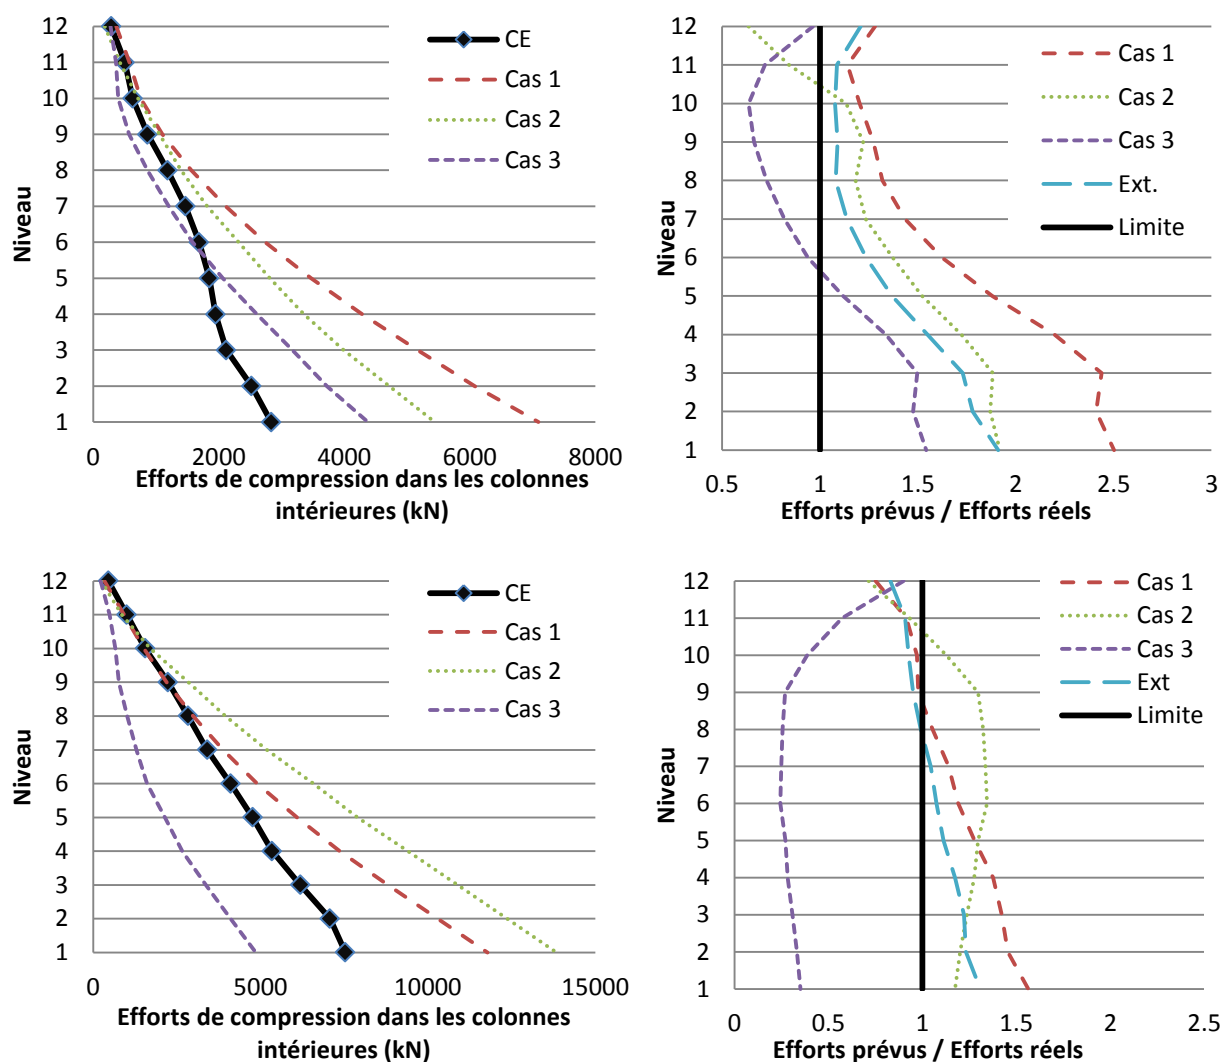 12
11
10
9
8
7
6
5
4
3
2
1
Niveau
0 2000 4000 6000 8000
Efforts de compression dans les colonnes
intérieures (kN)
CE
Cas 1
Cas 2
Cas 3
12
11
10
9
8
7
6
5
4
3
2
1
Niveau
0.5 1 1.5 2 2.5 3
Efforts prévus / Efforts réels
Cas 1
Cas 2
Cas 3
Ext.
Limite
12
11
10
9
8
7
6
5
4
3
2
1
Niveau
0 5000 10000 15000
Efforts de compression dans les colonnes
intérieures (kN)
CE
Cas 1
Cas 2
Cas 3
12
11
10
9
8
7
6
5
4
3
2
1
Niveau
0 0.5 1 1.5 2 2.5
Efforts prévus / Efforts réels
Cas 1
Cas 2
Cas 3
Ext
Limite